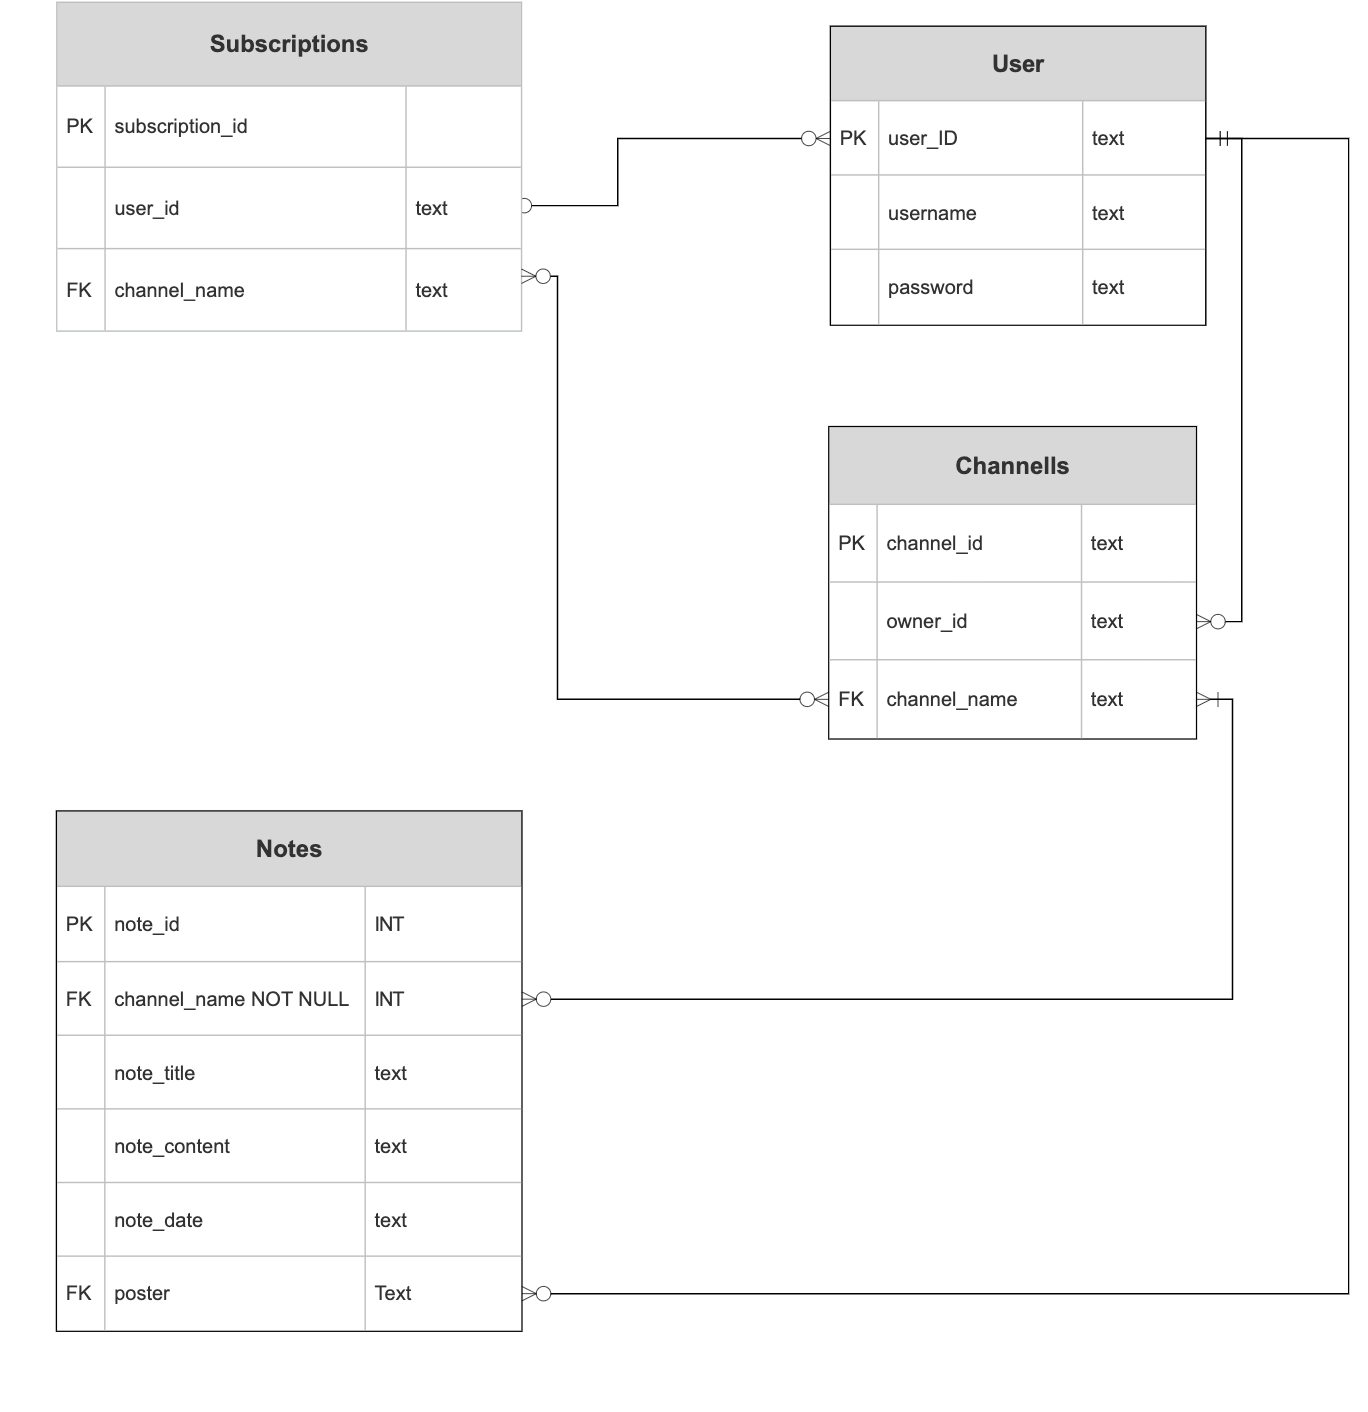 Subscriptions
PK subscription_id
user_id text
FK channel_name text
User
PK user_ID text
username text
password text
Channells
PK channel_id text
owner_id text
FK channel_name text
Notes
PK note_id INT
FK channel_name NOT NULL INT
note_title text
note_content text
note_date text
FK poster Text